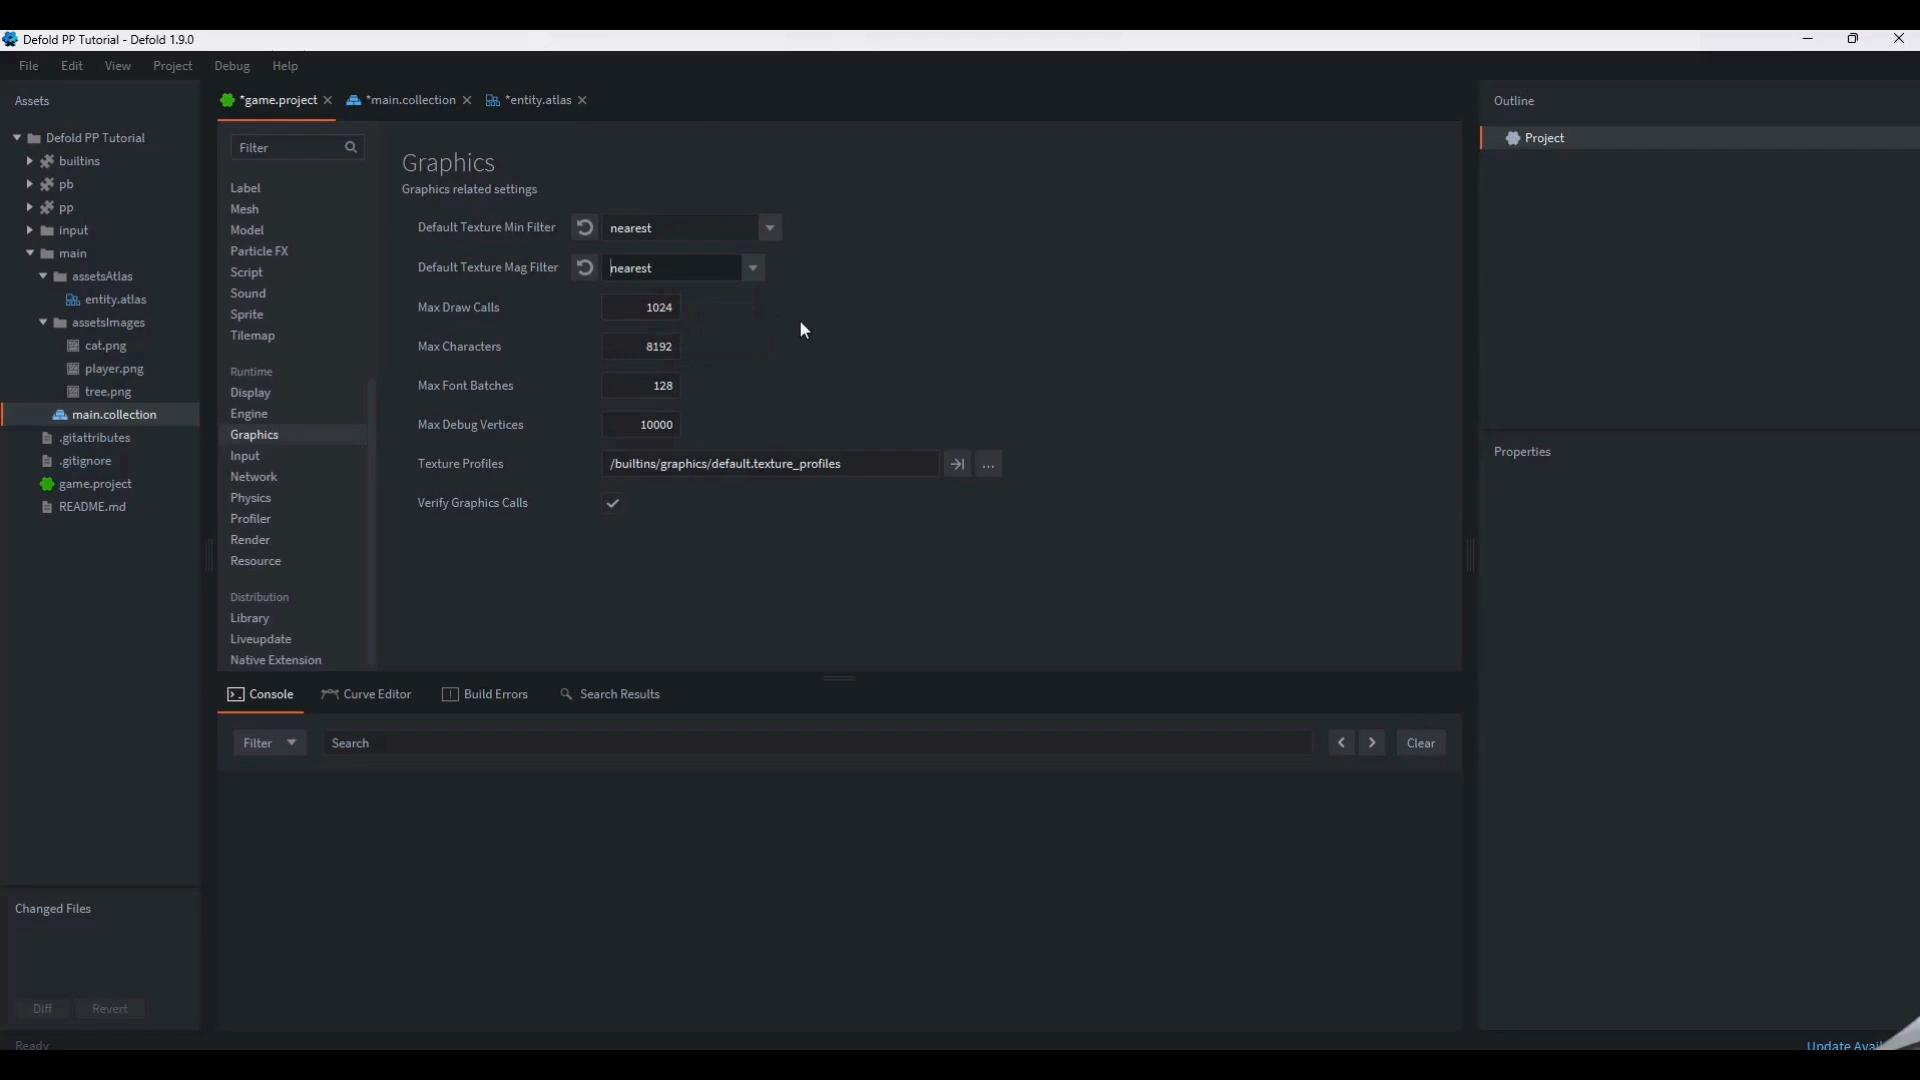 Defold PP Tutorial - Defold 1.9.0
File Edit View Project Debug Help
Assets
Defold PP Tutorial
builtins
pb
pp
input
main
assetsAtlas
entity.atlas
assetsImages
cat.png
player.png
tree.png
main.collection
.gitattributes
.gitignore
game.project
README.md
Changed Files
Diff Revert
Ready
*game.project *main.collection *entity.atlas
Filter
Label
Mesh
Model
Particle FX
Script
Sound
Sprite
Tilemap
Runtime
Display
Engine
Graphics
Input
Network
Physics
Profiler
Render
Resource
Distribution
Library
Liveupdate
Native Extension
Graphics
Graphics related settings
Default Texture Min Filter nearest
Default Texture Mag Filter nearest
Max Draw Calls 1024
Max Characters 8192
Max Font Batches 128
Max Debug Vertices 10000
Texture Profiles /builtins/graphics/default.texture_profiles ...
Verify Graphics Calls
Console Curve Editor Build Errors Search Results
Filter Search Clear
Outline
Project
Properties
Update Avail